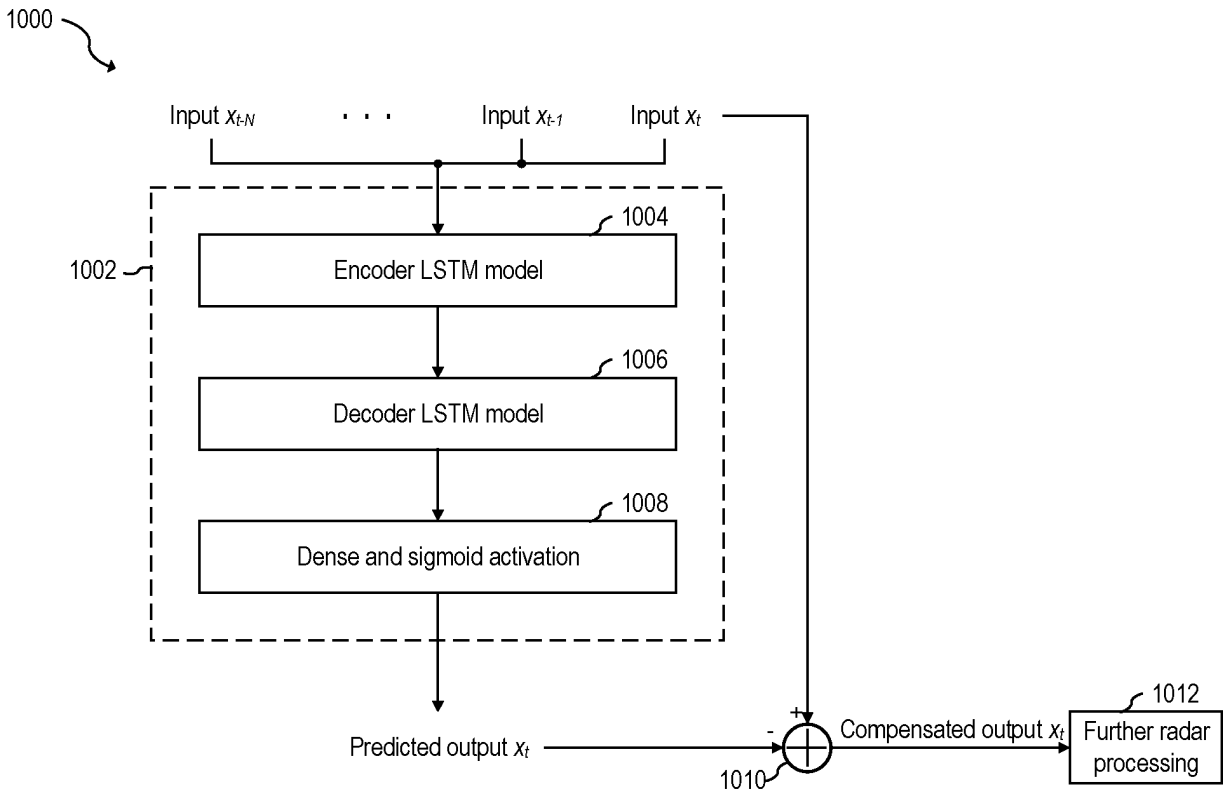 1000
Input xt-N . . . Input xt-1 Input xt
1004
1002
Encoder LSTM model
1006
Decoder LSTM model
1008
Dense and sigmoid activation
1012
+
-
Predicted output xt
Compensated output xt
Further radar
processing
1010